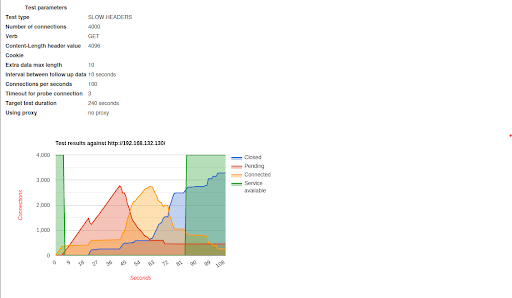 Test parameters
Test type SLOW HEADERS
Number of connections 4000
Verb GET
Content-Length header value 4096
Cookie
Extra data max length 10
Interval between follow up data 10 seconds
Connections per seconds 100
Timeout for probe connection 3
Target test duration 240 seconds
Using proxy no proxy
Test results against http://192.168.132.130/
4,000
3,000
2,000
1,000
0
Connections
0 9 18 27 36 45 54 63 72 81 90 99 108
Seconds
Closed
Pending
Connected
Service
available